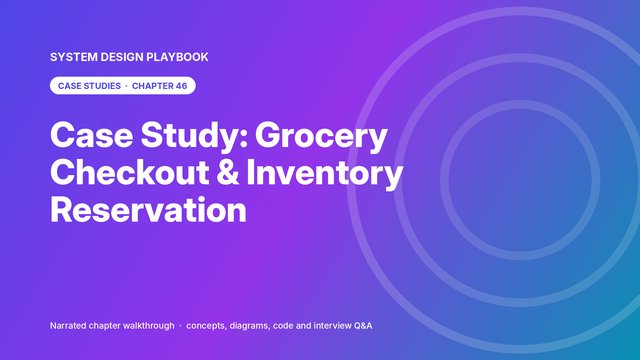 SYSTEM DESIGN PLAYBOOK
CASE STUDIES · CHAPTER 46
Case Study: Grocery
Checkout & Inventory
Reservation
Narrated chapter walkthrough · concepts, diagrams, code and interview Q&A